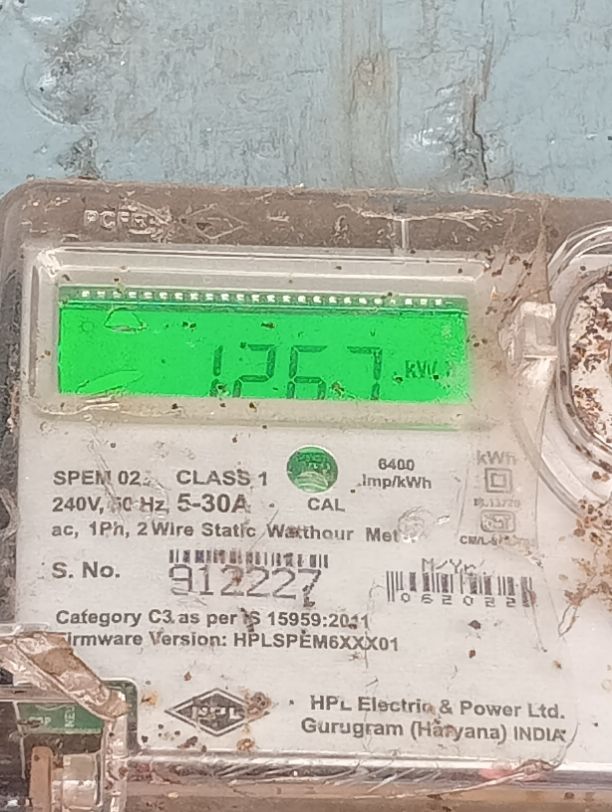 1267 kW
SPEM 02 CLASS 1 6400 imp/kWh kWh
240V, 50 Hz, 5-30A CAL
ac, 1Ph, 2 Wire Static Watthour
S. No. 912227 M/Yr
062022
Category C3 as per IS 15959:2011
Firmware Version: HPLSPEM6XXX01
HPL HPL Electric & Power Ltd.
Gurugram (Haryana) INDIA